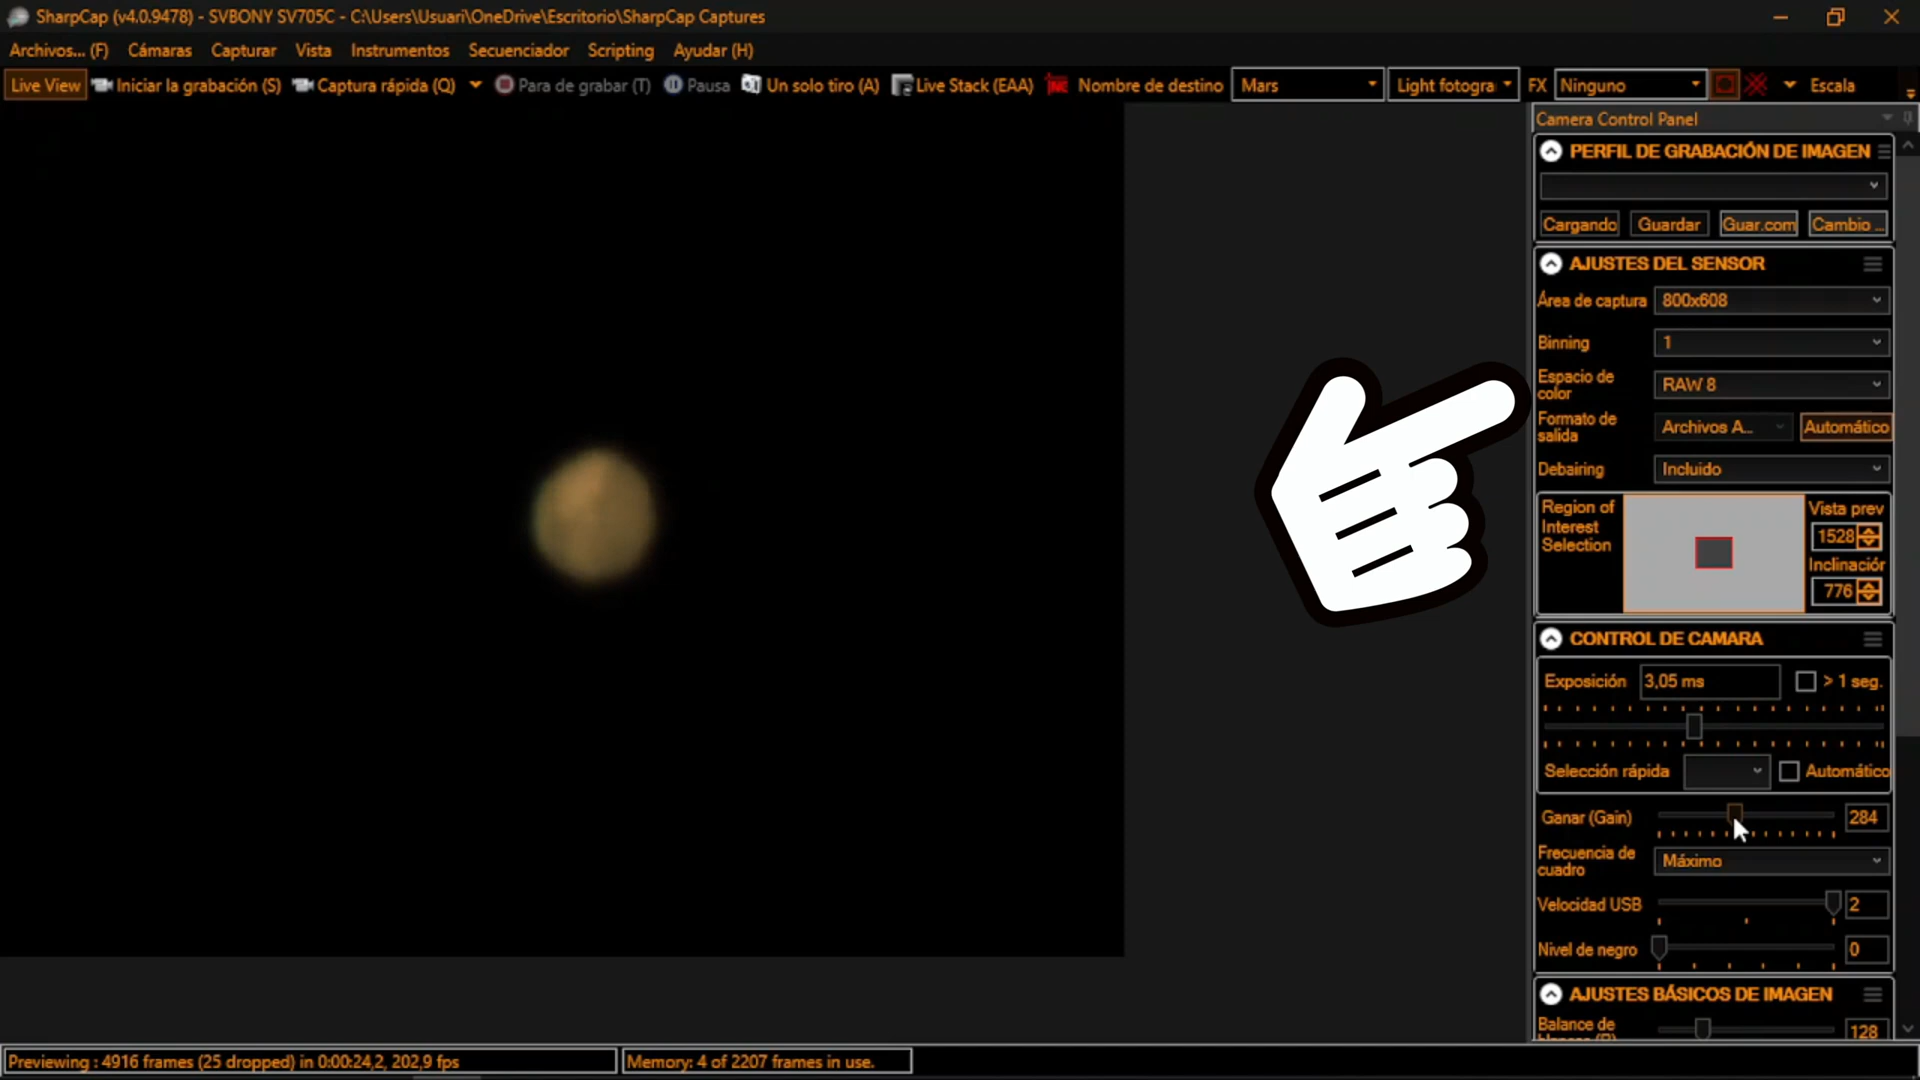 SharpCap (v4.0.9478) - SVBONY SV705C - C:\Users\Usuari\OneDrive\Escritorio\SharpCap Captures
Archivos... (F) Cámaras Capturar Vista Instrumentos Secuenciador Scripting Ayudar (H)
Live View Iniciar la grabación (S) Captura rápida (Q) Para de grabar (T) Pausa Un solo tiro (A) Live Stack (EAA) Nombre de destino Mars Light fotogra FX Ninguno Escala
Camera Control Panel
PERFIL DE GRABACIÓN DE IMAGEN
Cargando Guardar Guar.com Cambio ...
AJUSTES DEL SENSOR
Área de captura 800x608
Binning 1
Espacio de color RAW 8
Formato de salida Archivos A... Automático
Debairing Incluido
Region of Interest Selection
Vista prev
1528
Inclinación
776
CONTROL DE CAMARA
Exposición 3,05 ms > 1 seg.
Selección rápida Automático
Ganar (Gain) 284
Frecuencia de cuadro Máximo
Velocidad USB 2
Nivel de negro 0
AJUSTES BÁSICOS DE IMAGEN
Balance de 128
Previewing : 4916 frames (25 dropped) in 0:00:24,2, 202,9 fps
Memory: 4 of 2207 frames in use.